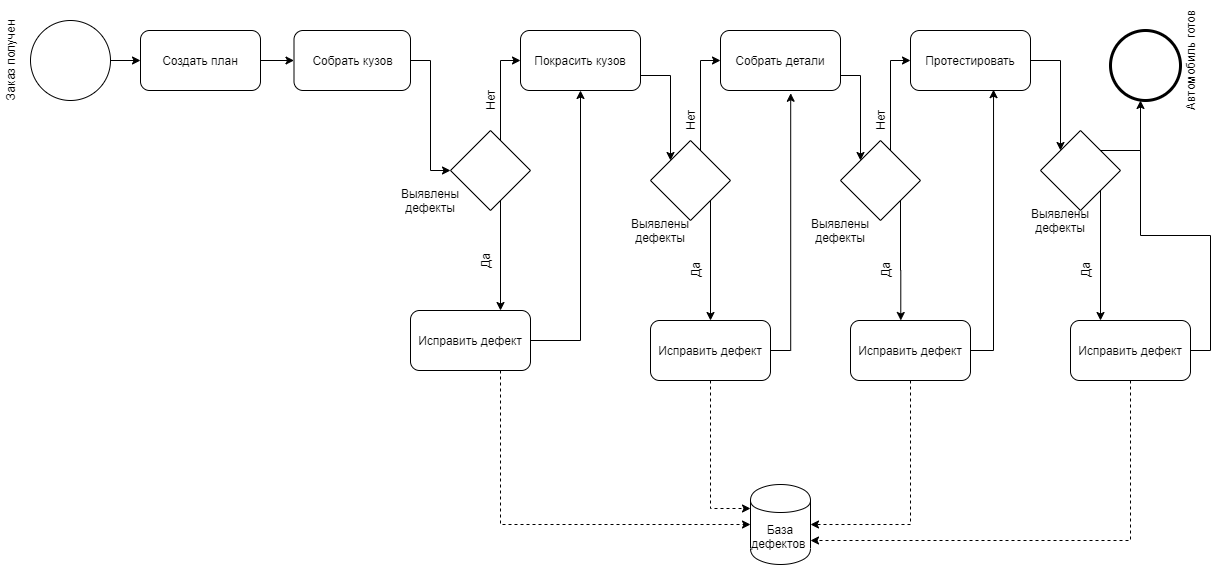 Заказ получен
Создать план
Собрать кузов
Покрасить кузов
Собрать детали
Протестировать
Автомобиль готов
Нет
Нет
Нет
Выявлены
дефекты
Выявлены
дефекты
Выявлены
дефекты
Выявлены
дефекты
Да
Да
Да
Да
Исправить дефект
Исправить дефект
Исправить дефект
Исправить дефект
База
дефектов